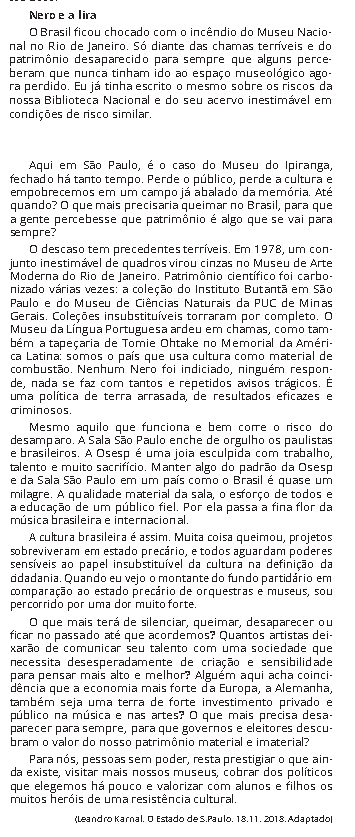 Nero e a lira
O Brasil ficou chocado com o incêndio do Museu Nacio-
nal no Rio de Janeiro. Só diante das chamas terríveis e do
patrimônio desaparecido para sempre que alguns perce-
beram que nunca tinham ido ao espaço museológico ago-
ra perdido. Eu já tinha escrito o mesmo sobre os riscos da
nossa Biblioteca Nacional e do seu acervo inestimável em
condições de risco similar.
Aqui em São Paulo, é o caso do Museu do Ipiranga,
fechado há tanto tempo. Perde o público, perde a cultura e
empobrecemos em um campo já abalado da memória. Até
quando? O que mais precisaria queimar no Brasil, para que
a gente percebesse que patrimônio é algo que se vai para
sempre?
O descaso tem precedentes terríveis. Em 1978, um con-
junto inestimável de quadros virou cinzas no Museu de Arte
Moderna do Rio de Janeiro. Patrimônio científico foi carbo-
nizado várias vezes: a coleção do Instituto Butantã em São
Paulo e do Museu de Ciências Naturais da PUC de Minas
Gerais. Coleções insubstituíveis torraram por completo. O
Museu da Língua Portuguesa ardeu em chamas, como tam-
bém a tapeçaria de Tomie Ohtake no Memorial da Améri-
ca Latina: somos o país que usa cultura como material de
combustão. Nenhum Nero foi indiciado, ninguém respon-
de, nada se faz com tantos e repetidos avisos trágicos. É
uma política de terra arrasada, de resultados eficazes e
criminosos.
Mesmo aquilo que funciona e bem corre o risco do
desamparo. A Sala São Paulo enche de orgulho os paulistas
e brasileiros. A Osesp é uma joia esculpida com trabalho,
talento e muito sacrifício. Manter algo do padrão da Osesp
e da Sala São Paulo em um país como o Brasil é quase um
milagre. A qualidade material da sala, o esforço de todos e
a educação de um público fiel. Por ela passa a fina flor da
música brasileira e internacional.
A cultura brasileira é assim. Muita coisa queimou, projetos
sobreviveram em estado precário, e todos aguardam poderes
sensíveis ao papel insubstituível da cultura na definição da
cidadania. Quando eu vejo o montante do fundo partidário em
comparação ao estado precário de orquestras e museus, sou
percorrido por uma dor muito forte.
O que mais terá de silenciar, queimar, desaparecer ou
ficar no passado até que acordemos? Quantos artistas dei-
xarão de comunicar seu talento com uma sociedade que
necessita desesperadamente de criação e sensibilidade
para pensar mais alto e melhor? Alguém aqui acha coinci-
dência que a economia mais forte da Europa, a Alemanha,
também seja uma terra de forte investimento privado e
público na música e nas artes? O que mais precisa desa-
parecer para sempre, para que governos e eleitores descu-
bram o valor do nosso patrimônio material e imaterial?
Para nós, pessoas sem poder, resta prestigiar o que ain-
da existe, visitar mais nossos museus, cobrar dos políticos
que elegemos há pouco e valorizar com alunos e filhos os
muitos heróis de uma resistência cultural.
(Leandro Karnal. O Estado de S.Paulo. 18.11. 2018. Adaptado)